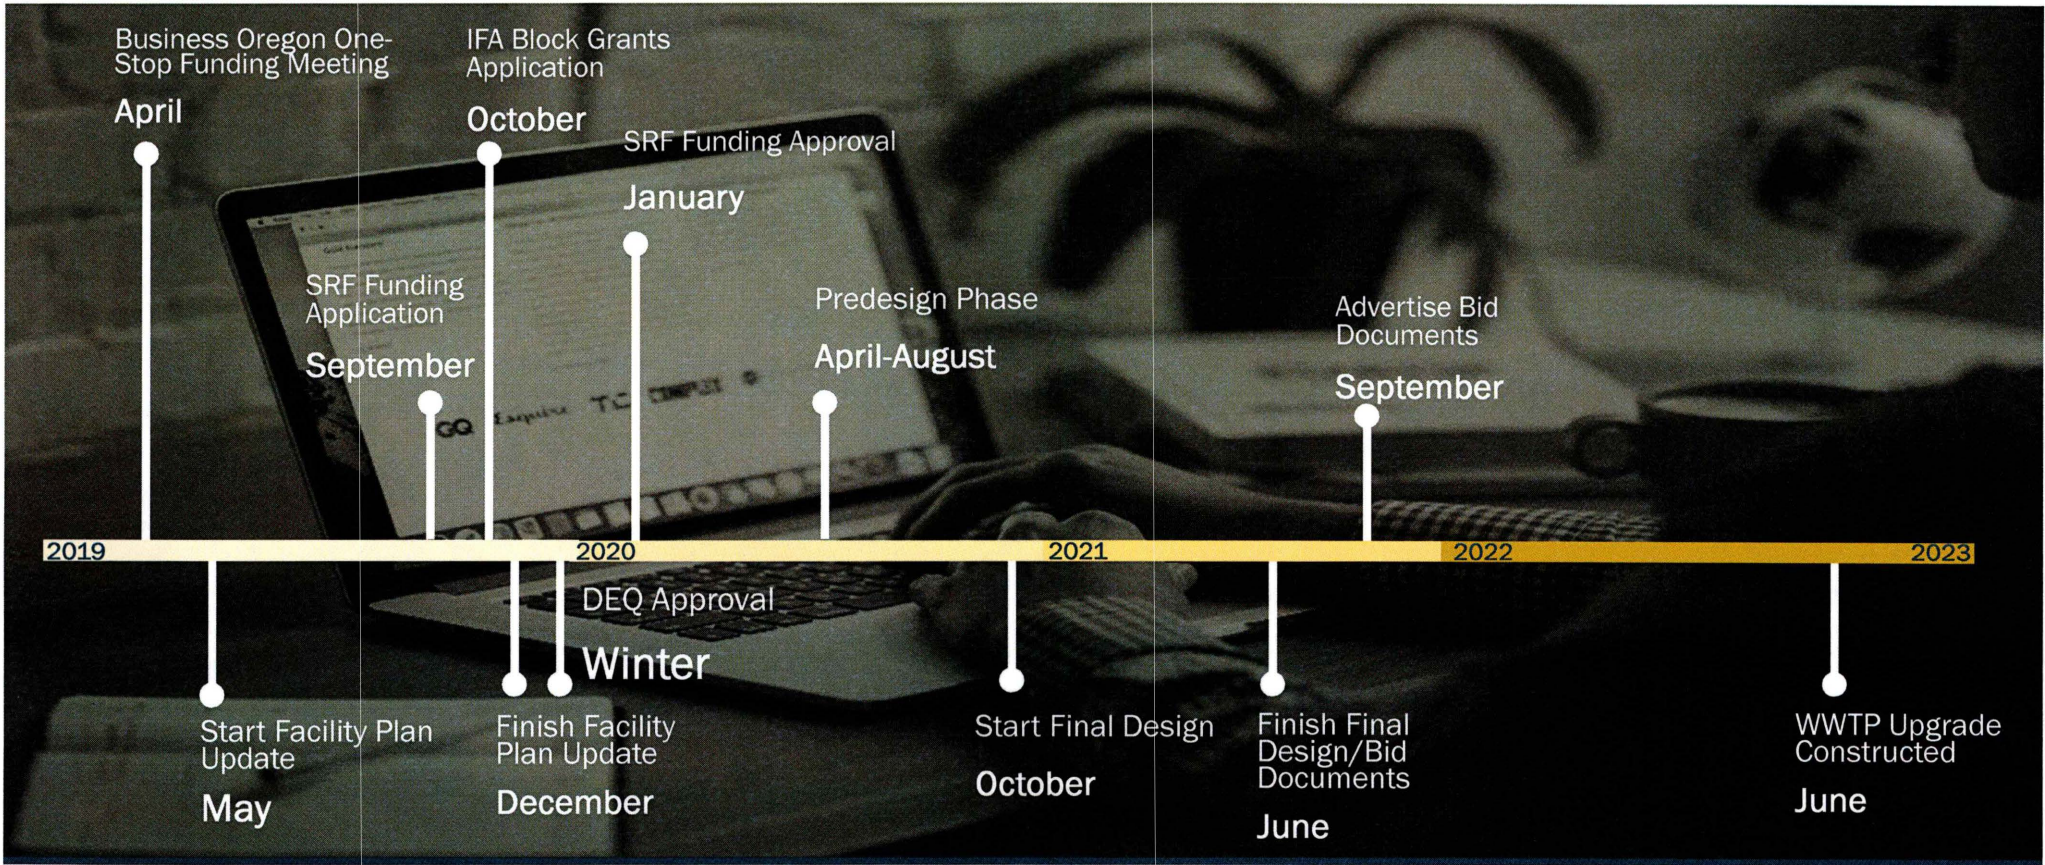 Business Oregon One-
Stop Funding Meeting
April
IFA Block Grants
Application
October
SRF Funding Approval
January
SRF Funding
Application
September
Predesign Phase
April-August
Advertise Bid
Documents
September
GQ Esquire
2019
2020
2021
2022
2023
DEQ Approval
Winter
Start Facility Plan
Update
May
Finish Facility
Plan Update
December
Start Final Design
October
Finish Final
Design/Bid
Documents
June
WWTP Upgrade
Constructed
June